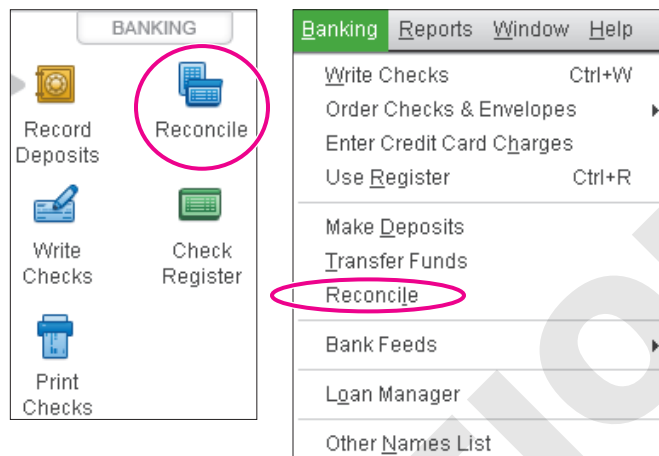 BANKING
Record
Deposits
Reconcile
Write
Checks
Check
Register
Print
Checks
Banking Reports Window Help
Write Checks Ctrl+W
Order Checks & Envelopes
Enter Credit Card Charges
Use Register Ctrl+R
Make Deposits
Transfer Funds
Reconcile
Bank Feeds
Loan Manager
Other Names List